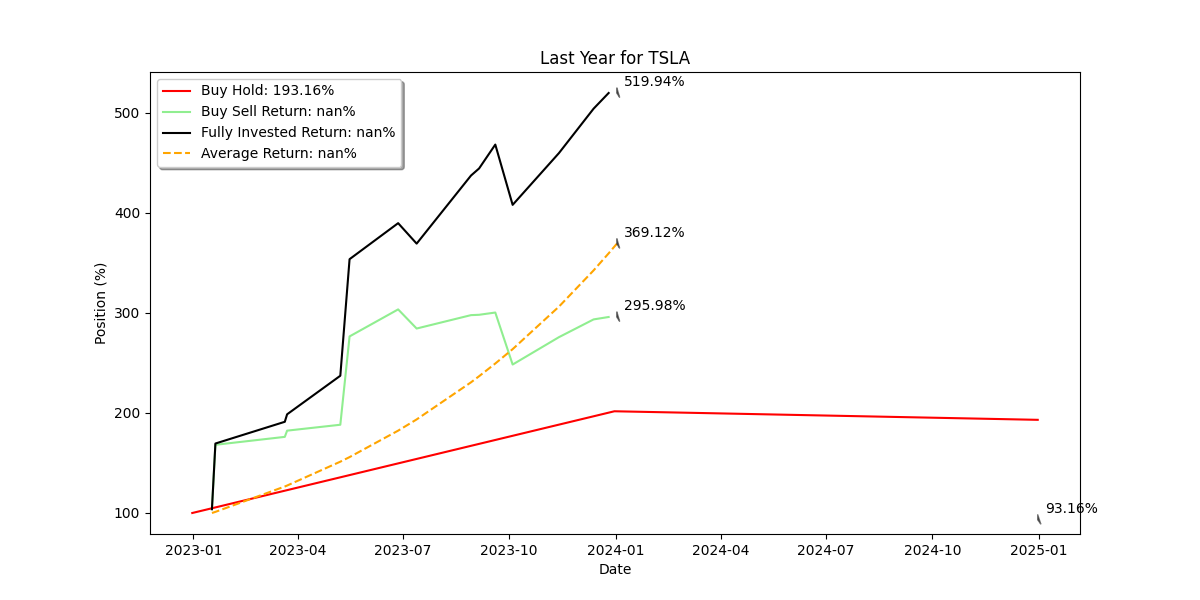 Last Year for TSLA
Buy Hold: 193.16%
Buy Sell Return: nan%
Fully Invested Return: nan%
Average Return: nan%
519.94%
369.12%
295.98%
93.16%
Position (%)
500
400
300
200
100
2023-01
2023-04
2023-07
2023-10
2024-01
2024-04
2024-07
2024-10
2025-01
Date